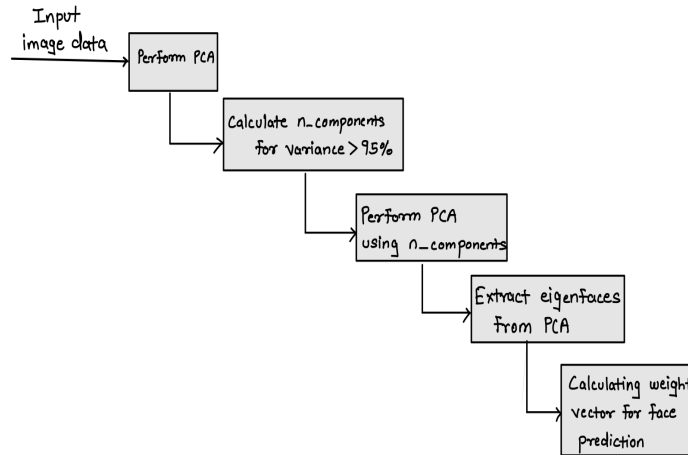 Input
image data
Perform PCA
Calculate n_components
for variance > 95%
Perform PCA
using n_components
Extract eigenfaces
from PCA
Calculating weight
vector for face
prediction